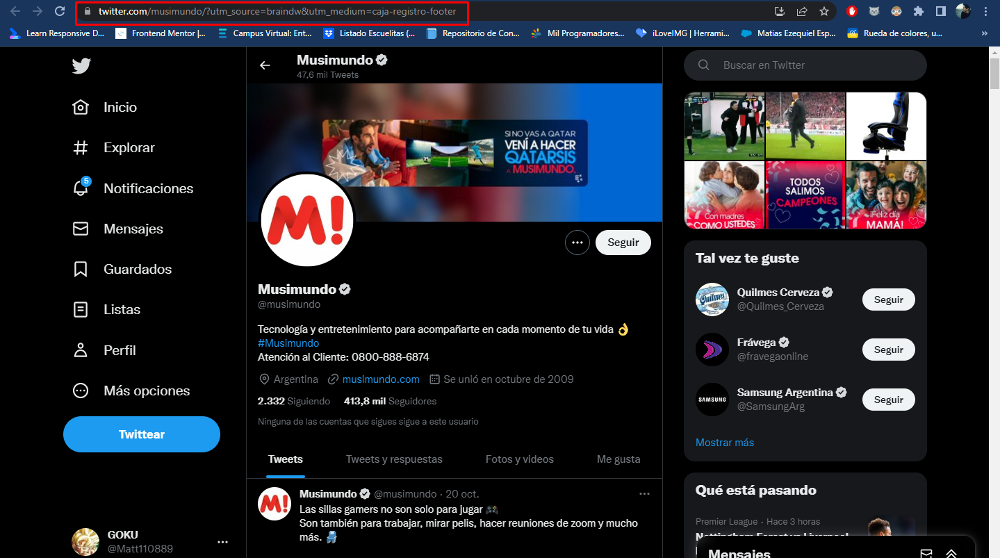 twitter.com/musimundo/?utm_source=braindw&utm_medium=caja-registro-footer
Learn Responsive D...
Frontend Mentor |...
Campus Virtual: Ent...
Listado Escuelitas (...
Repositorio de Con...
Mil Programadores...
iLoveIMG | Herrami...
Matias Ezequiel Esp...
Rueda de colores, u...
»
Inicio
Explorar
5
Notificaciones
Mensajes
Guardados
Listas
Perfil
Más opciones
Twittear
GOKU
@Matt110889
Musimundo
47,6 mil Tweets
SI NO VAS A QATAR
VENÍ A HACER
QATARSIS
A MUSIMUNDO.
M!
Seguir
Musimundo
@musimundo
Tecnología y entretenimiento para acompañarte en cada momento de tu vida 👌
#Musimundo
Atención al Cliente: 0800-888-6874
Argentina musimundo.com Se unió en octubre de 2009
2.332 Siguiendo 413,8 mil Seguidores
Ninguna de las cuentas que sigues sigue a este usuario
Tweets
Tweets y respuestas
Fotos y videos
Me gusta
M!
Musimundo @musimundo · 20 oct.
Las sillas gamers no son solo para jugar 🎮
Son también para trabajar, mirar pelis, hacer reuniones de zoom y mucho
más. 💺
Buscar en Twitter
Con madres
COMO USTEDES
TODOS
SALIMOS
CAMPEONES
¡Feliz día
MAMÁ!
Tal vez te guste
Quilmes
Quilmes Cerveza
@Quilmes_Cerveza
Seguir
Frávega
@fravegaonline
Seguir
SAMSUNG
Samsung Argentina
@SamsungArg
Seguir
Mostrar más
Qué está pasando
Premier League · Hace 3 horas
Nottingham Forest vs Liverpool
Mensajes